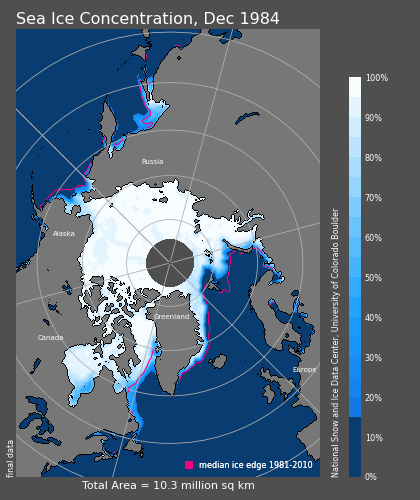 Sea Ice Concentration, Dec 1984
100%
90%
80%
70%
60%
50%
40%
30%
20%
10%
0%
Russia
Alaska
Greenland
Canada
Europe
National Snow and Ice Data Center, University of Colorado Boulder
final data
median ice edge 1981-2010
Total Area = 10.3 million sq km